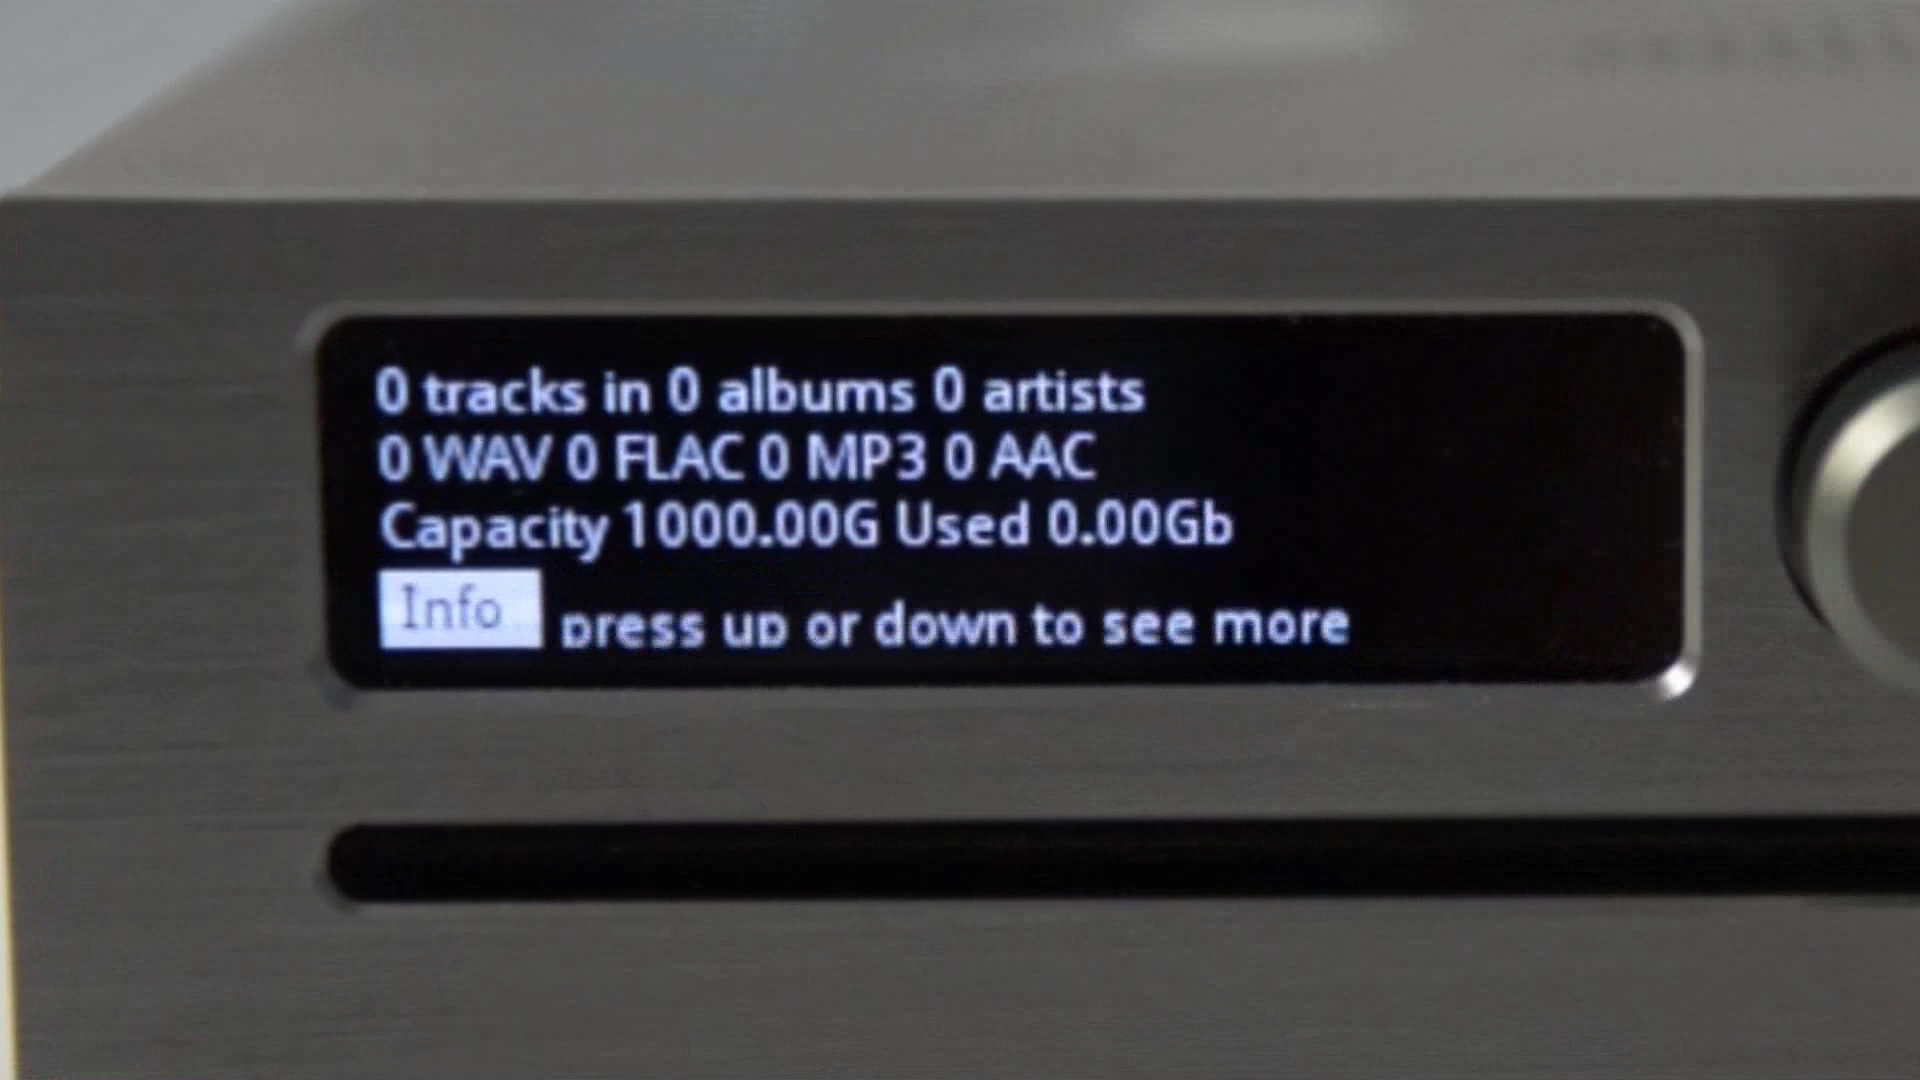 0 tracks in 0 albums 0 artists
0 WAV 0 FLAC 0 MP3 0 AAC
Capacity 1000.00G Used 0.00Gb
Info press up or down to see more